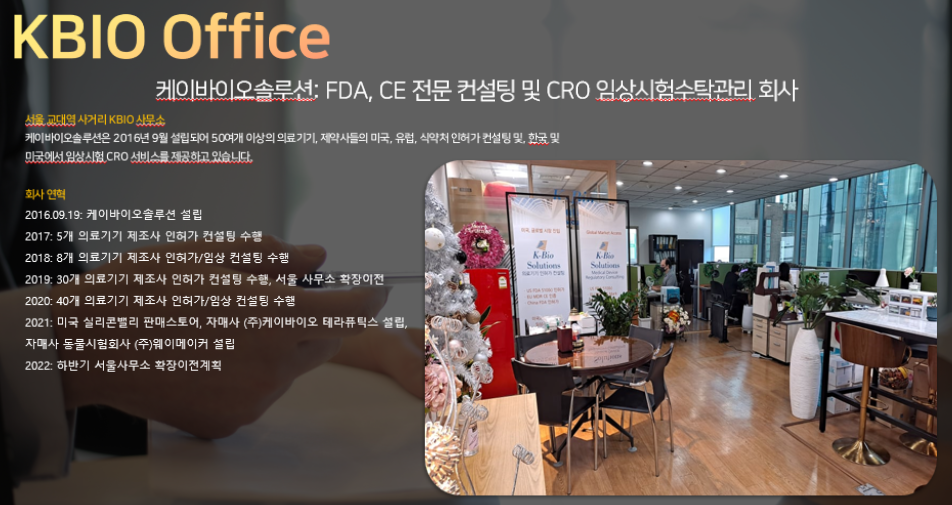 KBIO Office
케이바이오솔루션: FDA, CE 전문 컨설팅 및 CRO 임상시험수탁관리 회사
서울 교대역 사거리 KBIO 사무소
케이바이오솔루션은 2016년 9월 설립되어 50여개 이상의 의료기기, 제약사들의 미국, 유럽, 식약처 인허가 컨설팅 및, 한국 및
미국에서 임상시험 CRO 서비스를 제공하고 있습니다.
회사 연혁
2016.09.19: 케이바이오솔루션 설립
2017: 5개 의료기기 제조사 인허가 컨설팅 수행
2018: 8개 의료기기 제조사 인허가/임상 컨설팅 수행
2019: 30개 의료기기 제조사 인허가 컨설팅 수행, 서울 사무소 확장이전
2020: 40개 의료기기 제조사 인허가/임상 컨설팅 수행
2021: 미국 실리콘밸리 판매스토어, 자매사 (주)케이바이오 테라퓨틱스 설립,
자매사 동물시험회사 (주)웨이메이커 설립
2022: 하반기 서울사무소 확장이전계획
K-Bio
Solutions
의료기기 인허가 컨설팅
Global Market Access
K-Bio
Solutions
Medical Device
Regulatory Consulting